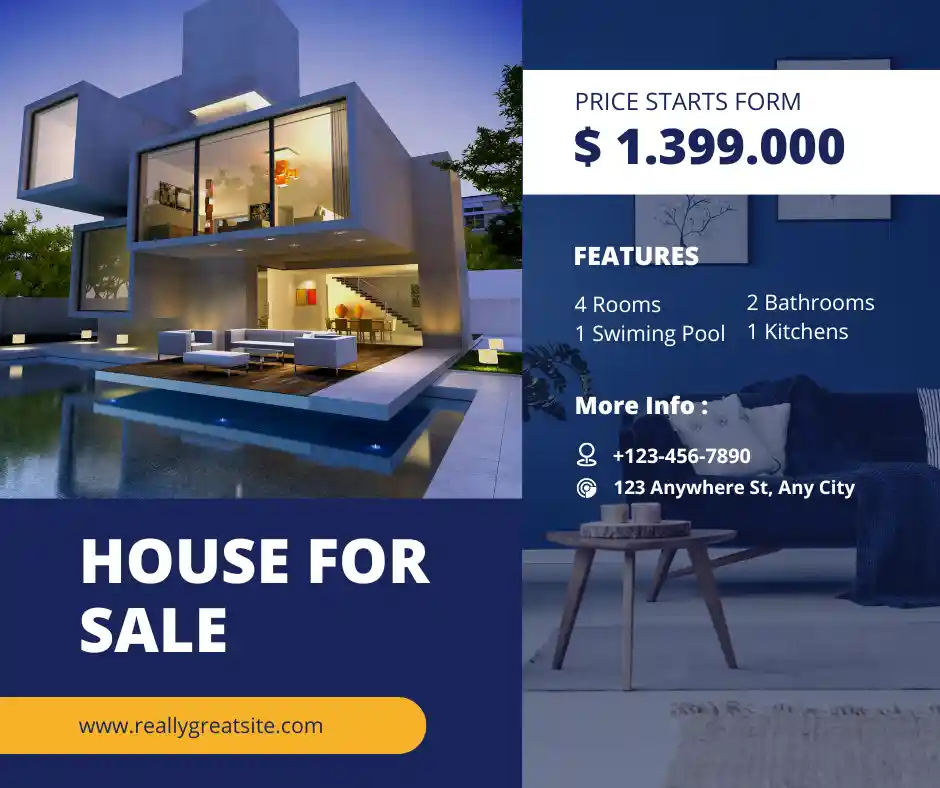 PRICE STARTS FORM
$ 1.399.000
FEATURES
4 Rooms
2 Bathrooms
1 Swiming Pool
1 Kitchens
More Info :
+123-456-7890
123 Anywhere St, Any City
HOUSE FOR
SALE
www.reallygreatsite.com